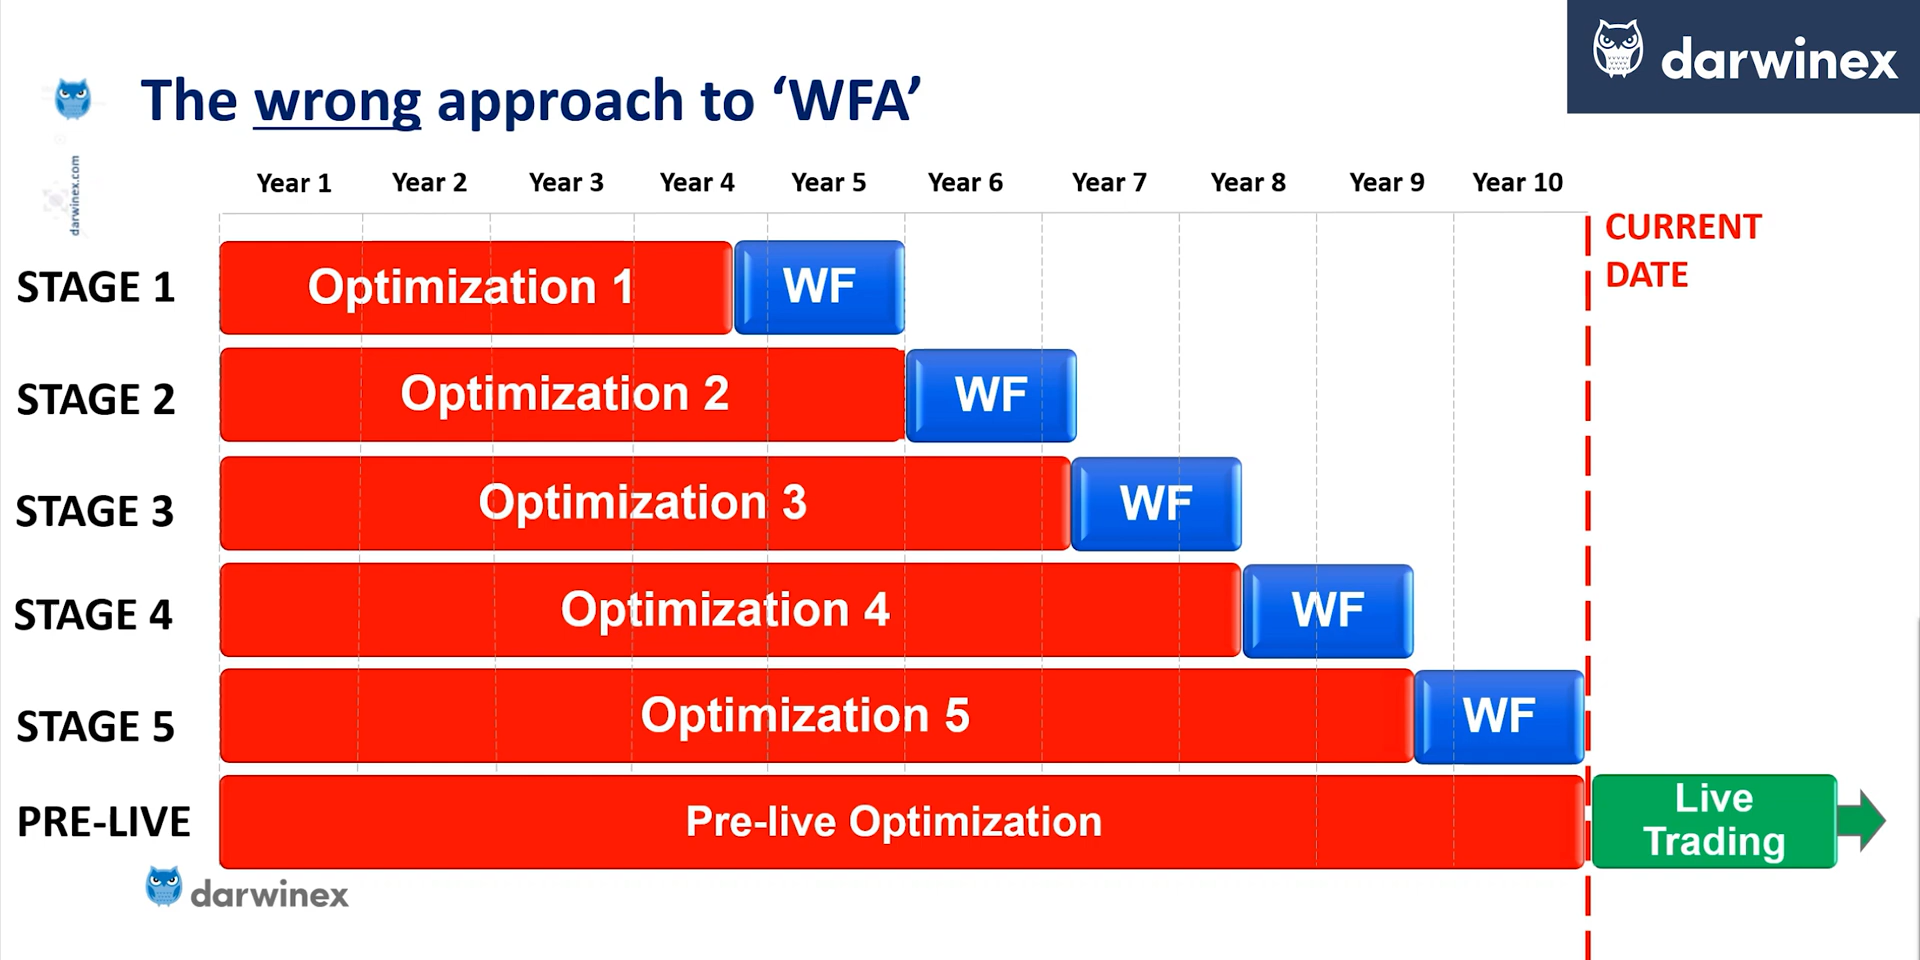 darwinex
The wrong approach to ‘WFA’
darwinex.com
Year 1 Year 2 Year 3 Year 4 Year 5 Year 6 Year 7 Year 8 Year 9 Year 10
CURRENT
DATE
STAGE 1 Optimization 1 WF
STAGE 2 Optimization 2 WF
STAGE 3 Optimization 3 WF
STAGE 4 Optimization 4 WF
STAGE 5 Optimization 5 WF
PRE-LIVE Pre-live Optimization
Live
Trading
darwinex